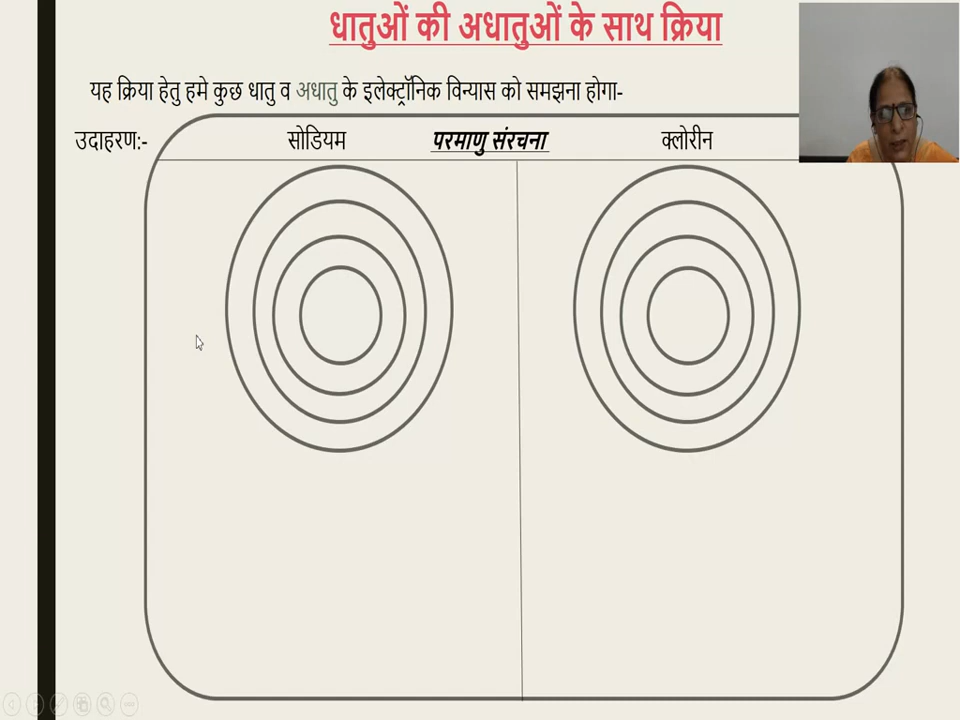 धातुओं की अधातुओं के साथ क्रिया
यह क्रिया हेतु हमे कुछ धातु व अधातु के इलेक्ट्रॉनिक विन्यास को समझना होगा-
उदाहरण:- सोडियम परमाणु संरचना क्लोरीन